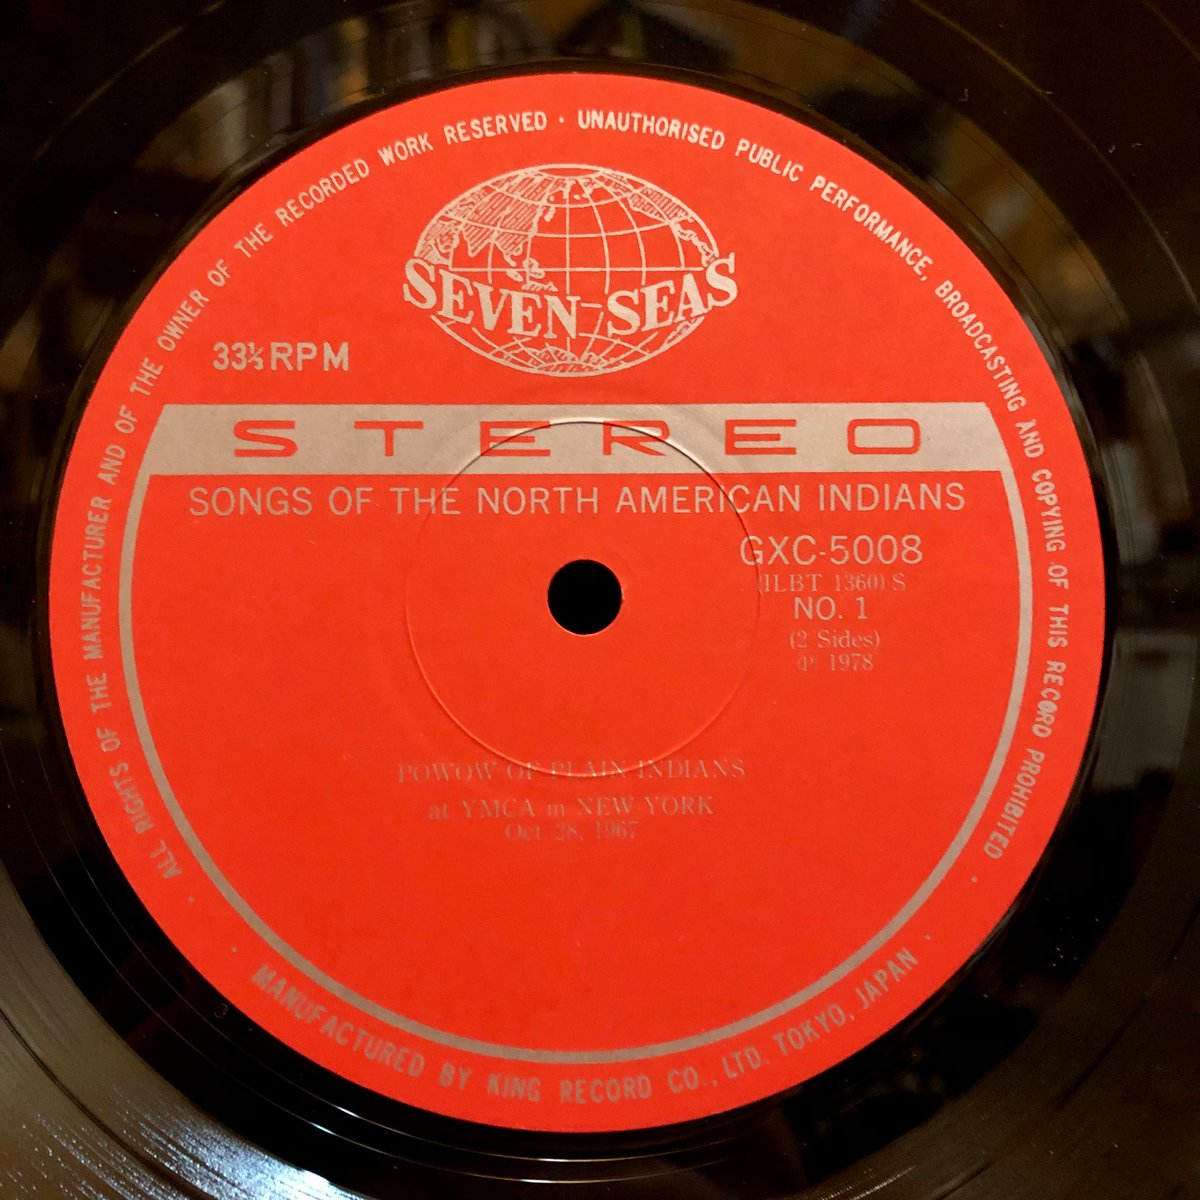 ALL RIGHTS OF THE MANUFACTURER AND OF THE OWNER OF THE RECORDED WORK RESERVED · UNAUTHORISED PUBLIC PERFORMANCE, BROADCASTING AND COPYING OF THIS RECORD PROHIBITED ·
SEVEN-SEAS
33⅓ RPM
STEREO
SONGS OF THE NORTH AMERICAN INDIANS
GXC-5008
(ILBT 1360) S
NO. 1
(2 Sides)
℗ 1978
POWOW OF PLAIN INDIANS
at YMCA in NEW YORK
Oct. 28, 1967
· MANUFACTURED BY KING RECORD CO., LTD. TOKYO, JAPAN ·